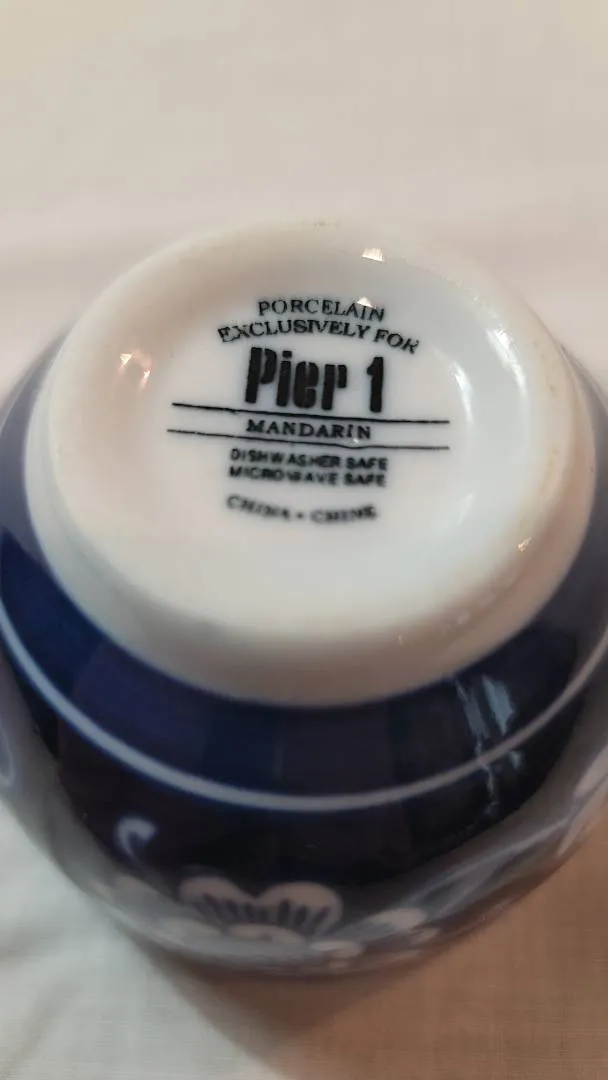 PORCELAIN
EXCLUSIVELY FOR
Pier 1
MANDARIN
DISHWASHER SAFE
MICROWAVE SAFE
CHINA • CHINE